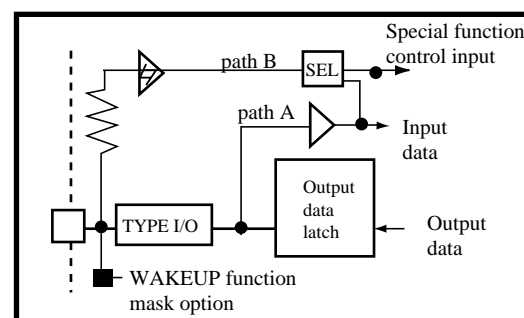 Special function
control input
path B
SEL
path A
Input
data
Output
data
latch
TYPE I/O
Output
data
WAKEUP function
mask option